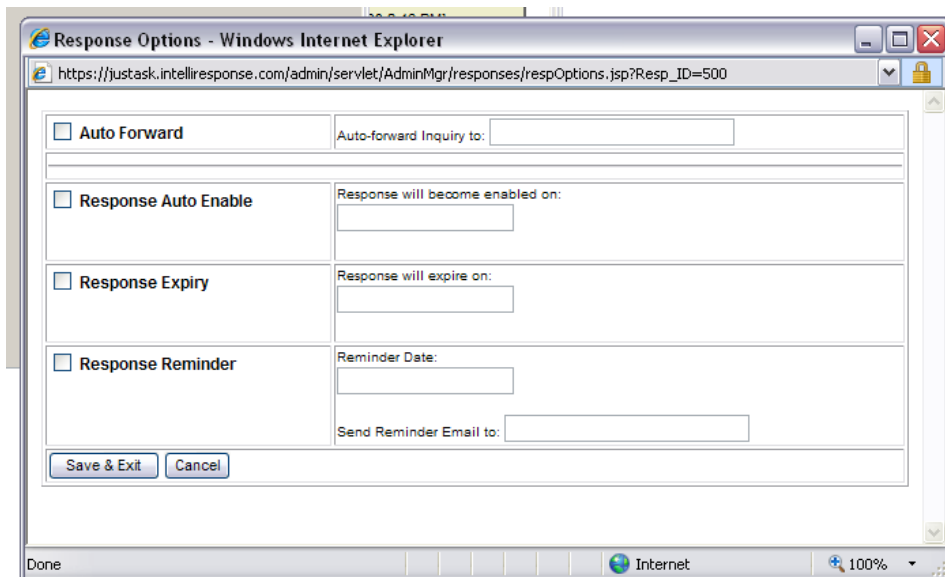 Response Options - Windows Internet Explorer
https://justask.intelliresponse.com/admin/servlet/AdminMgr/responses/respOptions.jsp?Resp_ID=500
Auto Forward
Auto-forward Inquiry to:
Response Auto Enable
Response will become enabled on:
Response Expiry
Response will expire on:
Response Reminder
Reminder Date:
Send Reminder Email to:
Save & Exit
Cancel
Done
Internet
100%